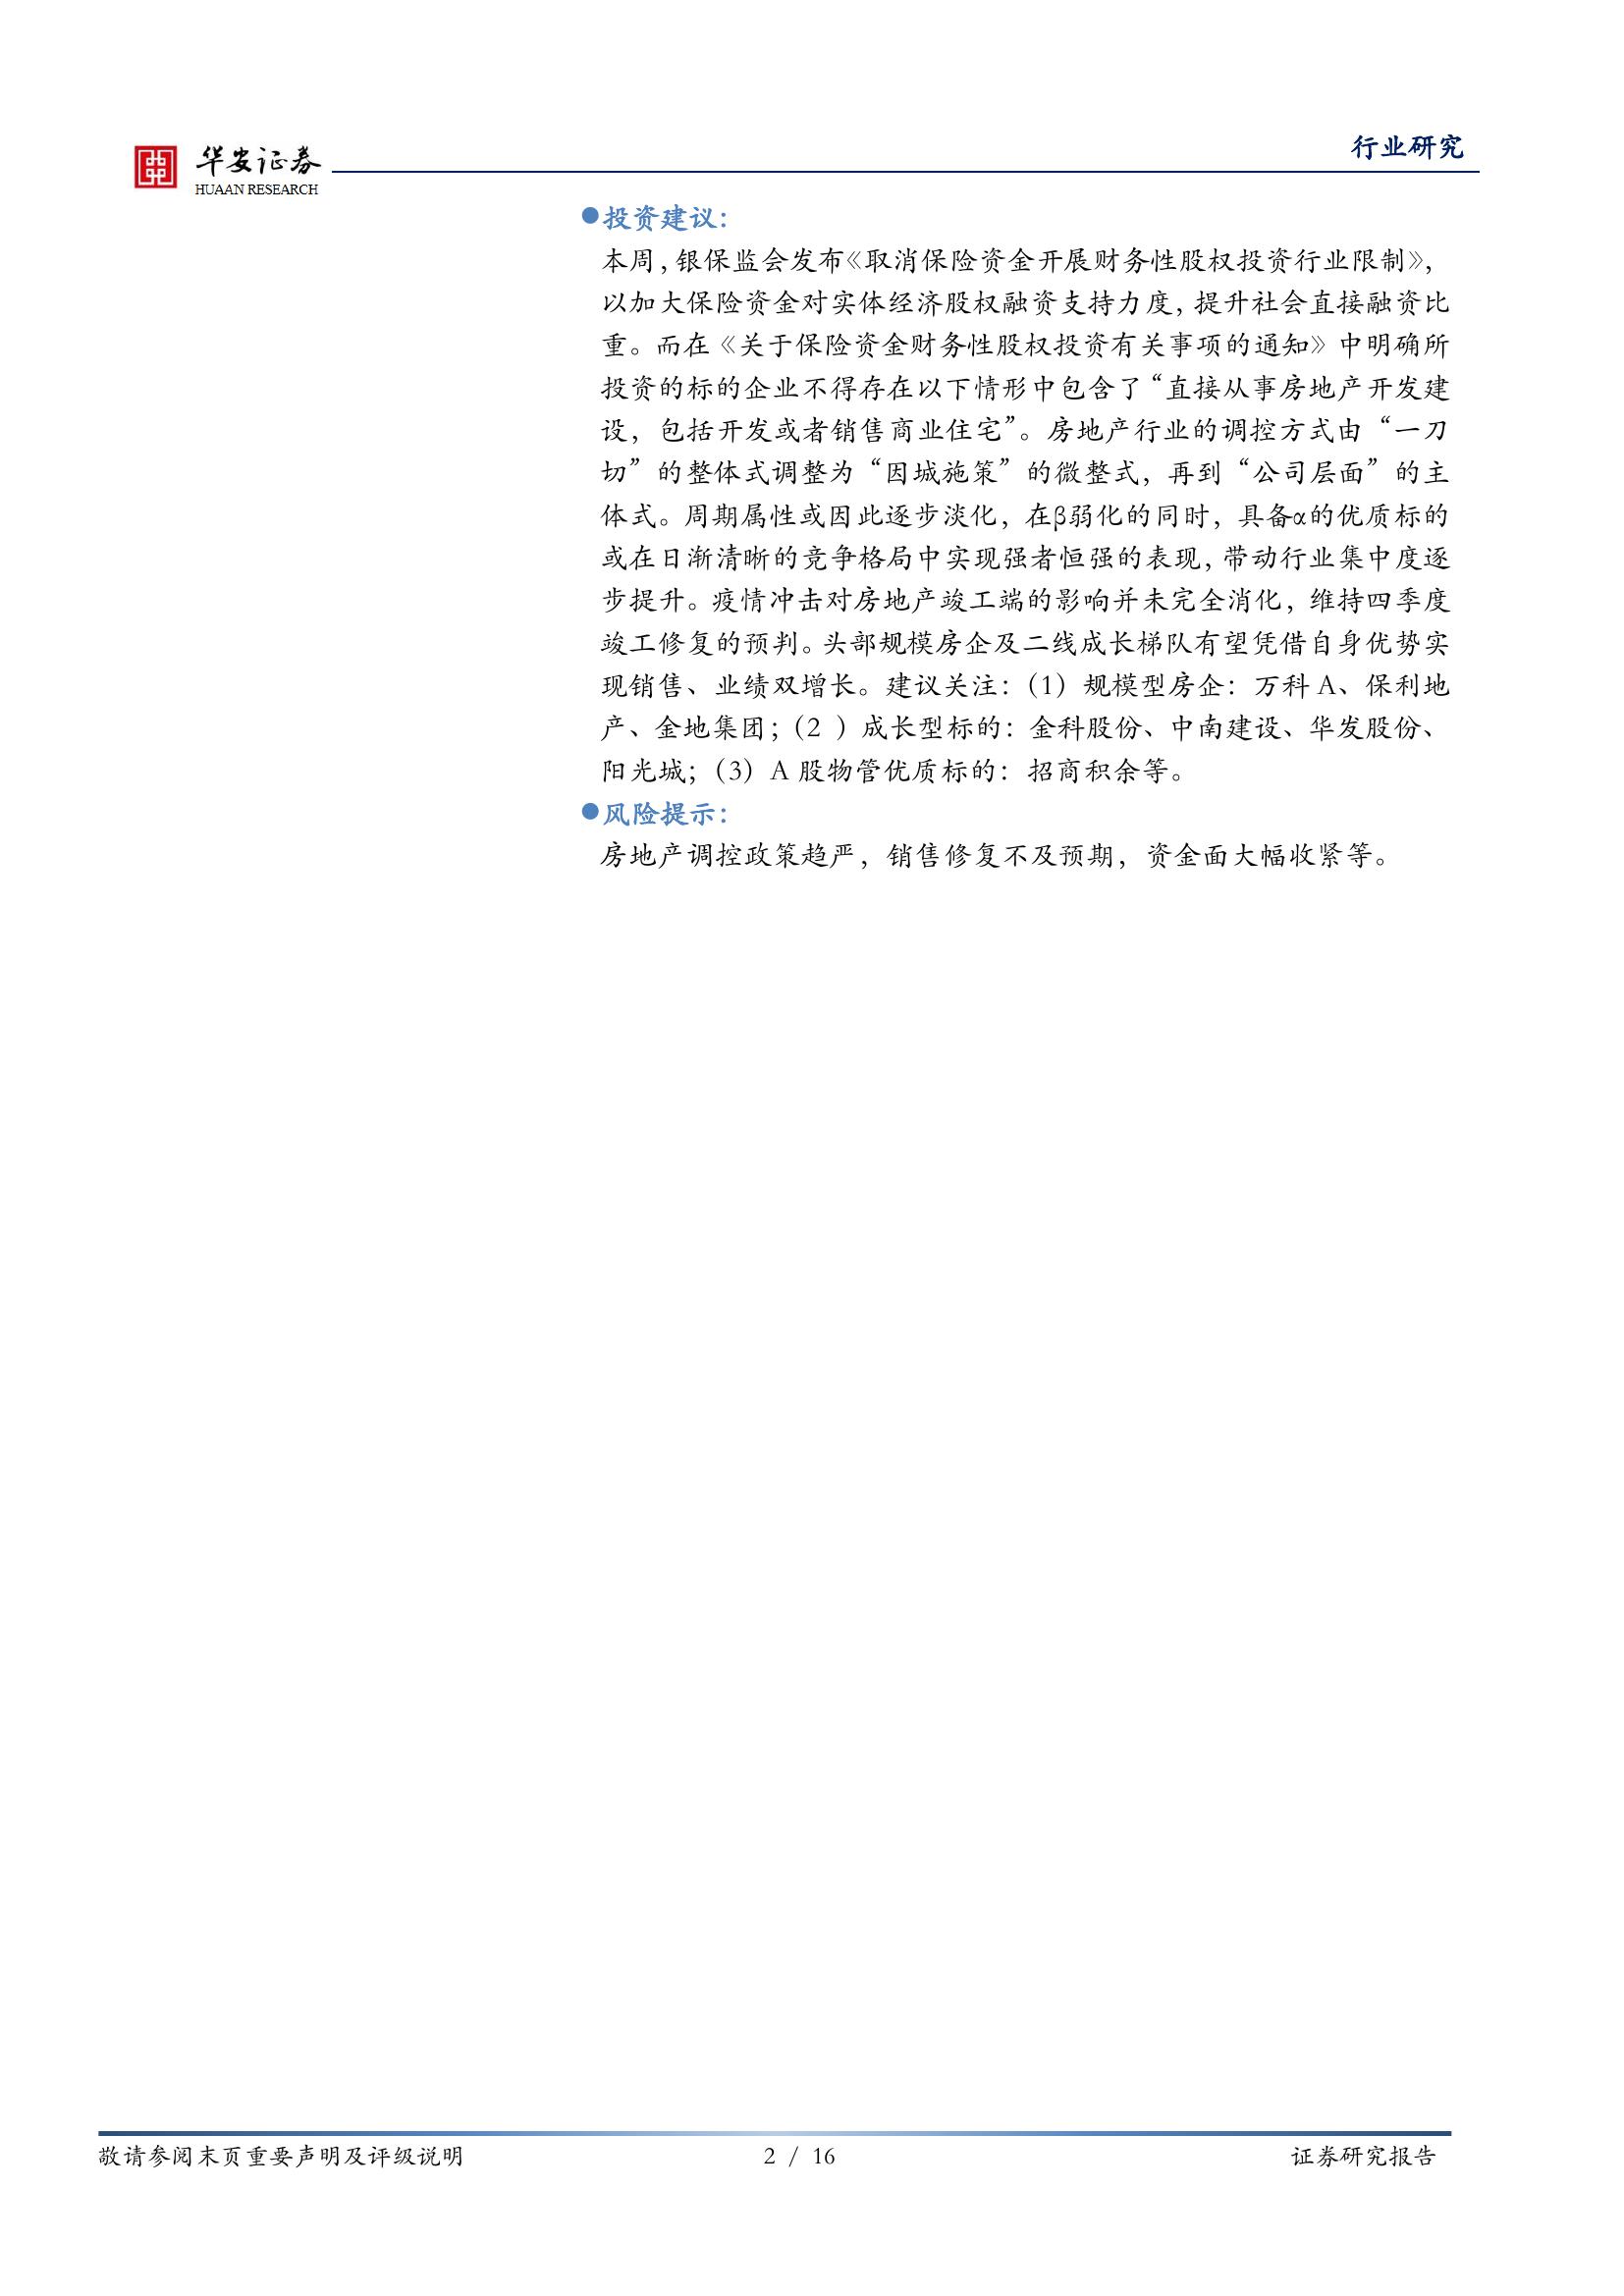 行业研究
华安证券
HUAAN RESEARCH
投资建议：
本周，银保监会发布《取消保险资金开展财务性股权投资行业限制》，
以加大保险资金对实体经济股权融资支持力度，提升社会直接融资比
重。而在《关于保险资金财务性股权投资有关事项的通知》中明确所
投资的标的企业不得存在以下情形中包含了“直接从事房地产开发建
设，包括开发或者销售商业住宅”。房地产行业的调控方式由“一刀
切”的整体式调整为“因城施策”的微整式，再到“公司层面”的主
体式。周期属性或因此逐步淡化，在β弱化的同时，具备α的优质标的
或在日渐清晰的竞争格局中实现强者恒强的表现，带动行业集中度逐
步提升。疫情冲击对房地产竣工端的影响并未完全消化，维持四季度
竣工修复的预判。头部规模房企及二线成长梯队有望凭借自身优势实
现销售、业绩双增长。建议关注：（1）规模型房企：万科 A、保利地
产、金地集团；（2 ）成长型标的：金科股份、中南建设、华发股份、
阳光城；（3）A 股物管优质标的：招商积余等。
风险提示：
房地产调控政策趋严，销售修复不及预期，资金面大幅收紧等。
敬请参阅末页重要声明及评级说明
2 / 16
证券研究报告